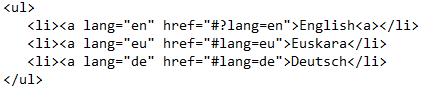 <ul>
<li><a lang="en" href="#?lang=en">English<a></li>
<li><a lang="eu" href="#lang=eu">Euskara</li>
<li><a lang="de" href="#lang=de">Deutsch</li>
</ul>